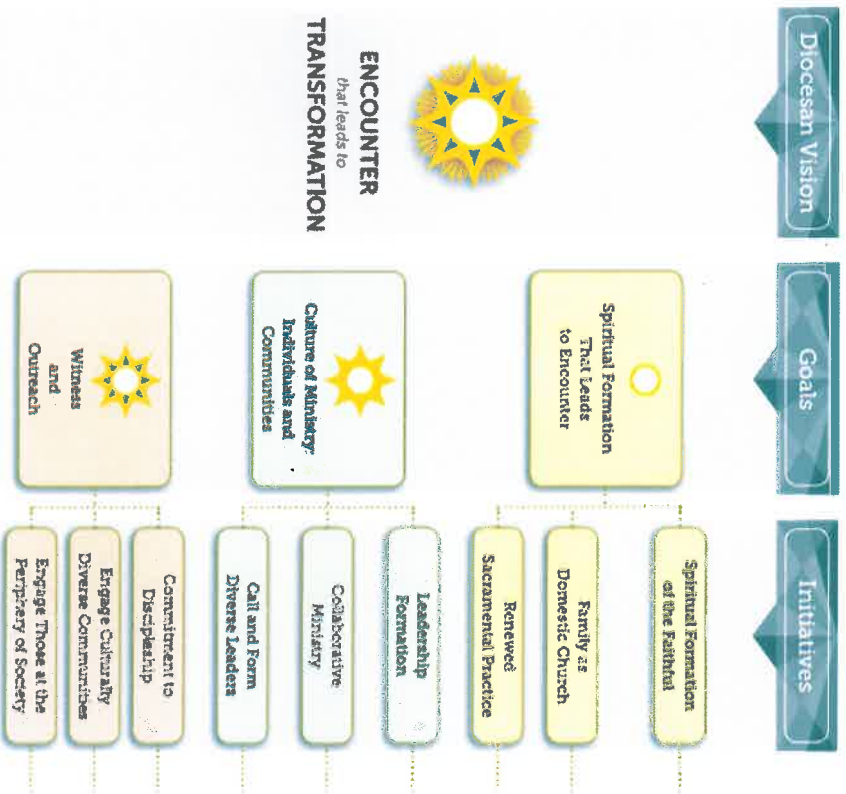 Diocesan Vision
Goals
Initiatives
ENCOUNTER
that leads to
TRANSFORMATION
Spiritual Formation
That Leads
to Encounter
Spiritual Formation
of the Faithful
Family as
Domestic Church
Renewed
Sacramental Practice
Culture of Ministry:
Individuals and
Communities
Leadership
Formation
Collaborative
Ministry
Call and Form
Diverse Leaders
Witness
and
Outreach
Commitment to
Discipleship
Engage Culturally
Diverse Communities
Engage Those at the
Periphery of Society